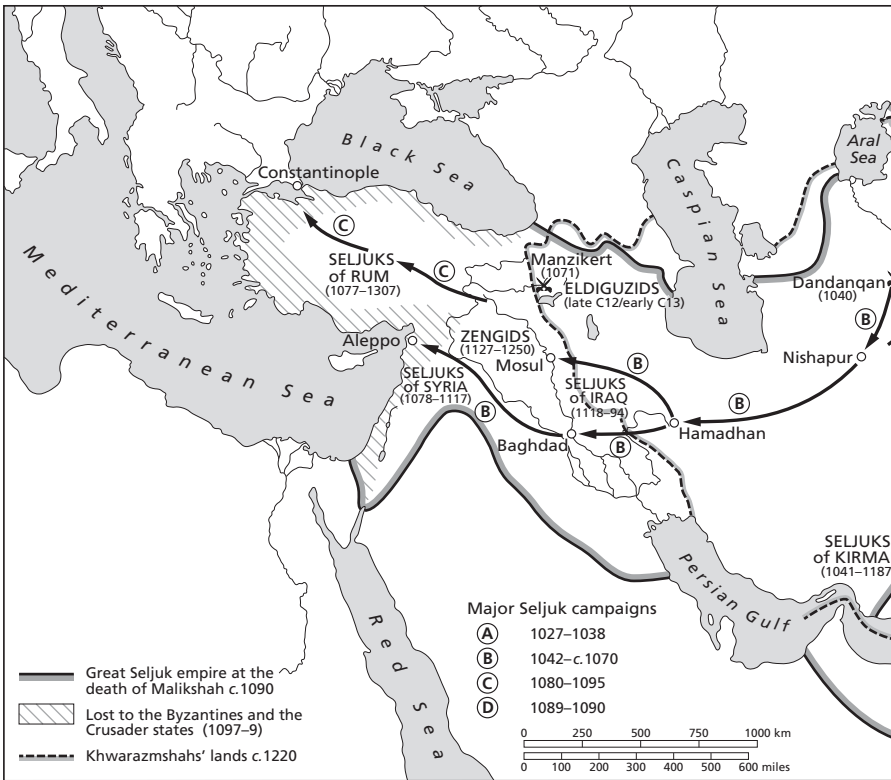 Black Sea
Aral
Sea
Caspian Sea
Constantinople
C
SELJUKS
of RUM
(1077–1307)
C
Manzikert
(1071)
ELDIGUZIDS
(late C12/early C13)
Dandanqan
(1040)
B
Mediterranean Sea
Aleppo
ZENGIDS
(1127–1250)
Mosul
B
Nishapur
SELJUKS
of SYRIA
(1078–1117)
SELJUKS
of IRAQ
(1118–94)
B
B
Hamadhan
Baghdad
B
Persian Gulf
SELJUKS
of KIRMA
(1041–1187
Red Sea
Major Seljuk campaigns
A 1027–1038
B 1042–c.1070
C 1080–1095
D 1089–1090
Great Seljuk empire at the
death of Malikshah c.1090
Lost to the Byzantines and the
Crusader states (1097–9)
Khwarazmshahs' lands c.1220
0 250 500 750 1000 km
0 100 200 300 400 500 600 miles